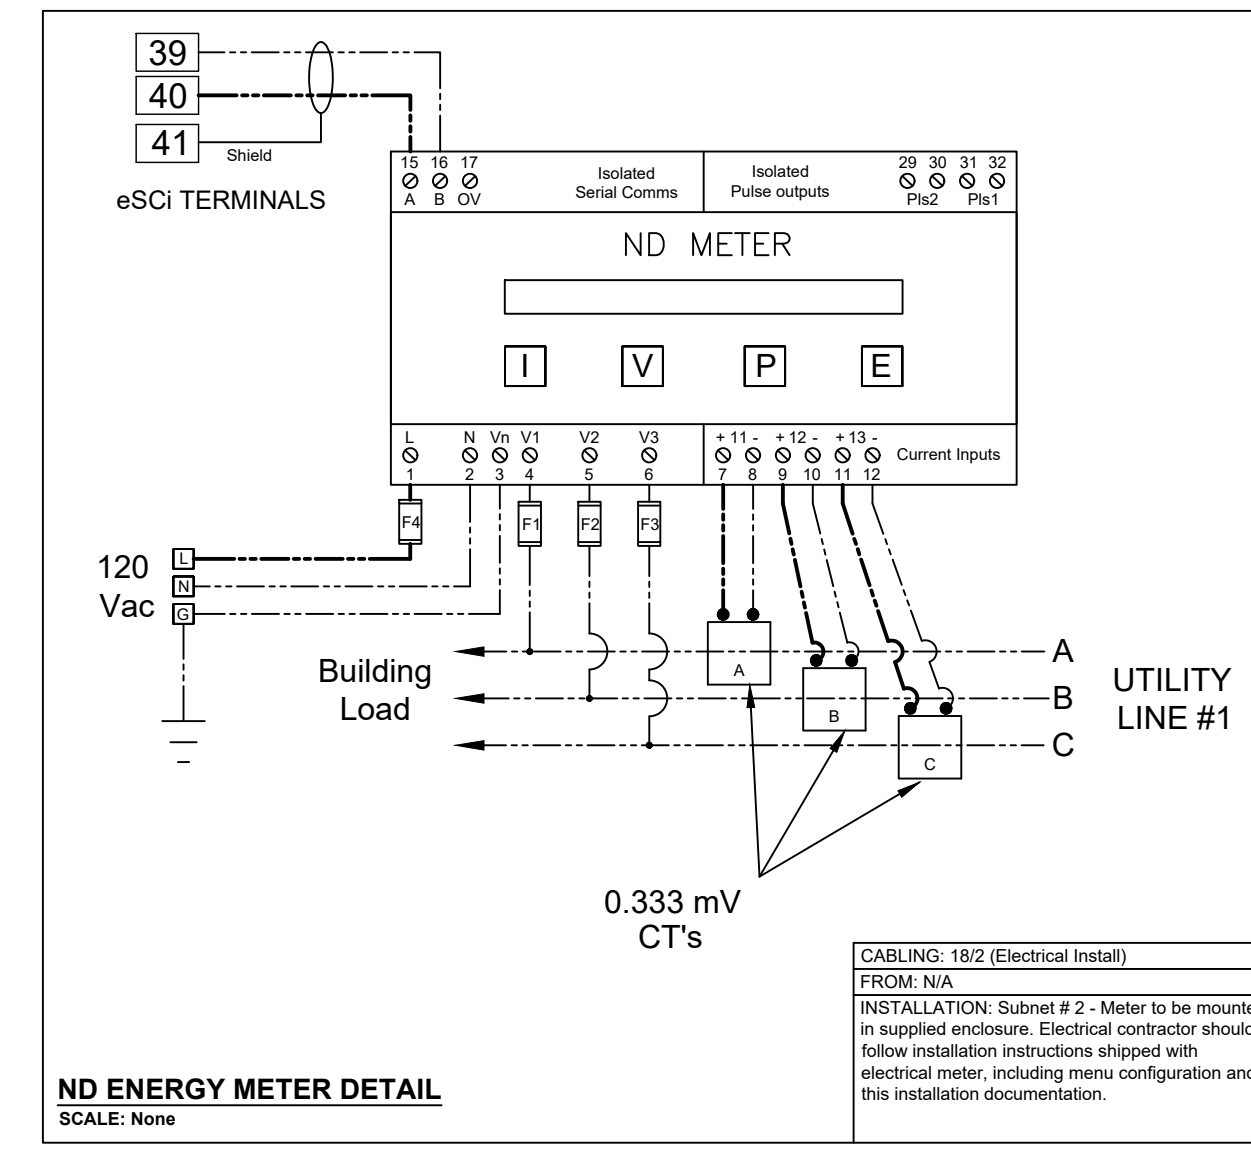 39
40
41
Shield
eSCi TERMINALS
15 16 17
A B OV
Isolated
Serial Comms
Isolated
Pulse outputs
29 30 31 32
Pls2 Pls1
ND METER
I V P E
L N Vn V1 V2 V3
1 2 3 4 5 6
+ 11 - + 12 - + 13 -
7 8 9 10 11 12
Current Inputs
F4 F1 F2 F3
120
Vac
L
N
G
Building
Load
A
B
C
A
B
C
UTILITY
LINE #1
0.333 mV
CT's
CABLING: 18/2 (Electrical Install)
FROM: N/A
INSTALLATION: Subnet # 2 - Meter to be mounte
in supplied enclosure. Electrical contractor should
follow installation instructions shipped with
electrical meter, including menu configuration and
this installation documentation.
ND ENERGY METER DETAIL
SCALE: None